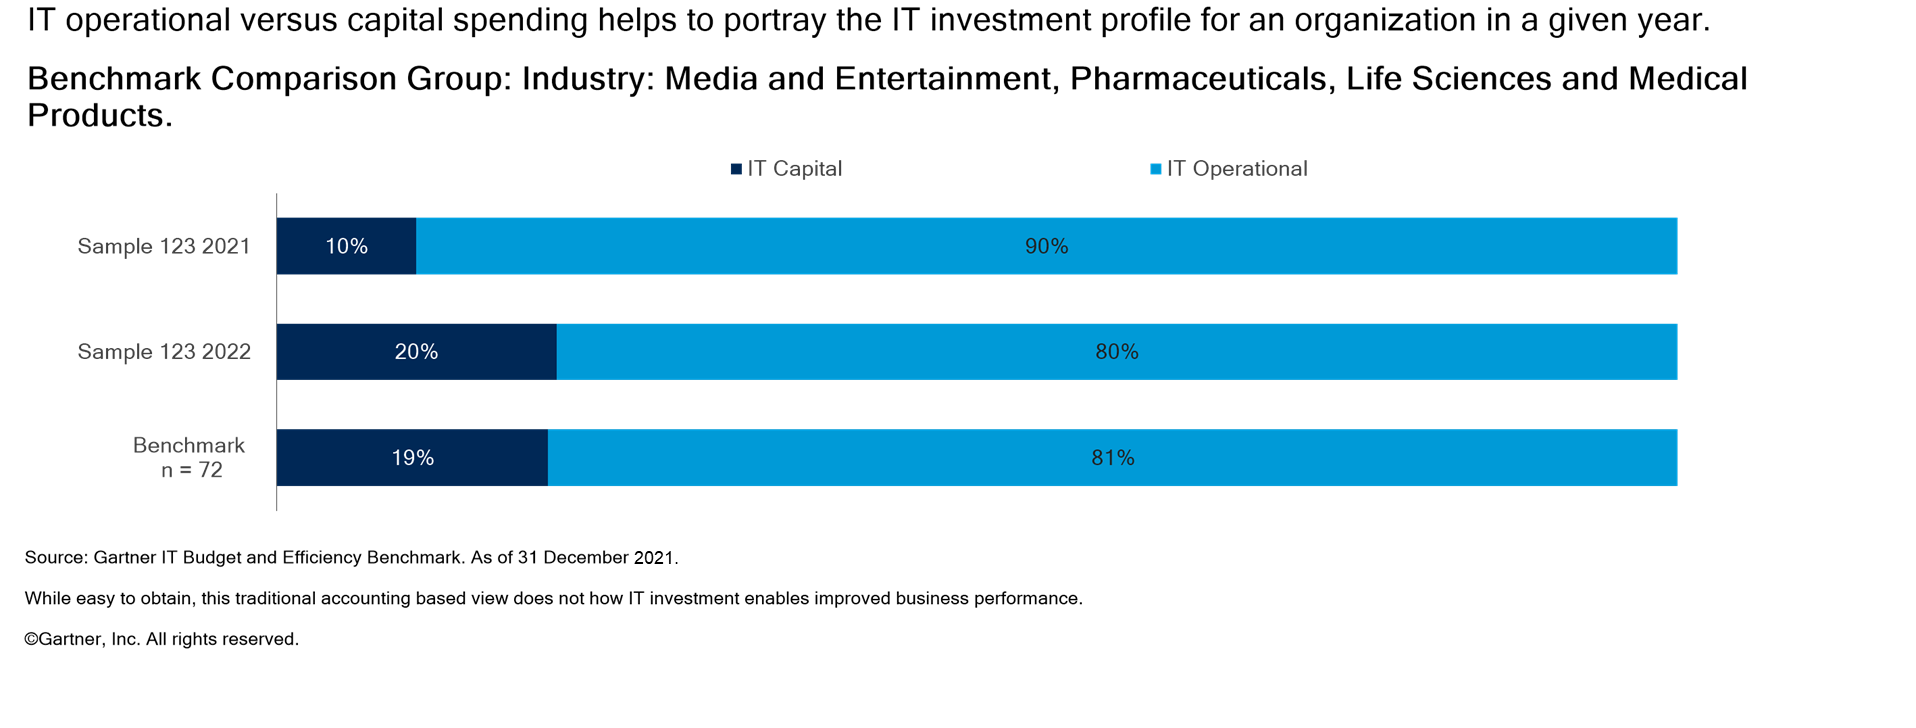 IT operational versus capital spending helps to portray the IT investment profile for an organization in a given year.
Benchmark Comparison Group: Industry: Media and Entertainment, Pharmaceuticals, Life Sciences and Medical
Products.
IT Capital
IT Operational
Sample 123 2021
10%
90%
Sample 123 2022
20%
80%
Benchmark
n = 72
19%
81%
Source: Gartner IT Budget and Efficiency Benchmark. As of 31 December 2021.
While easy to obtain, this traditional accounting based view does not how IT investment enables improved business performance.
©Gartner, Inc. All rights reserved.